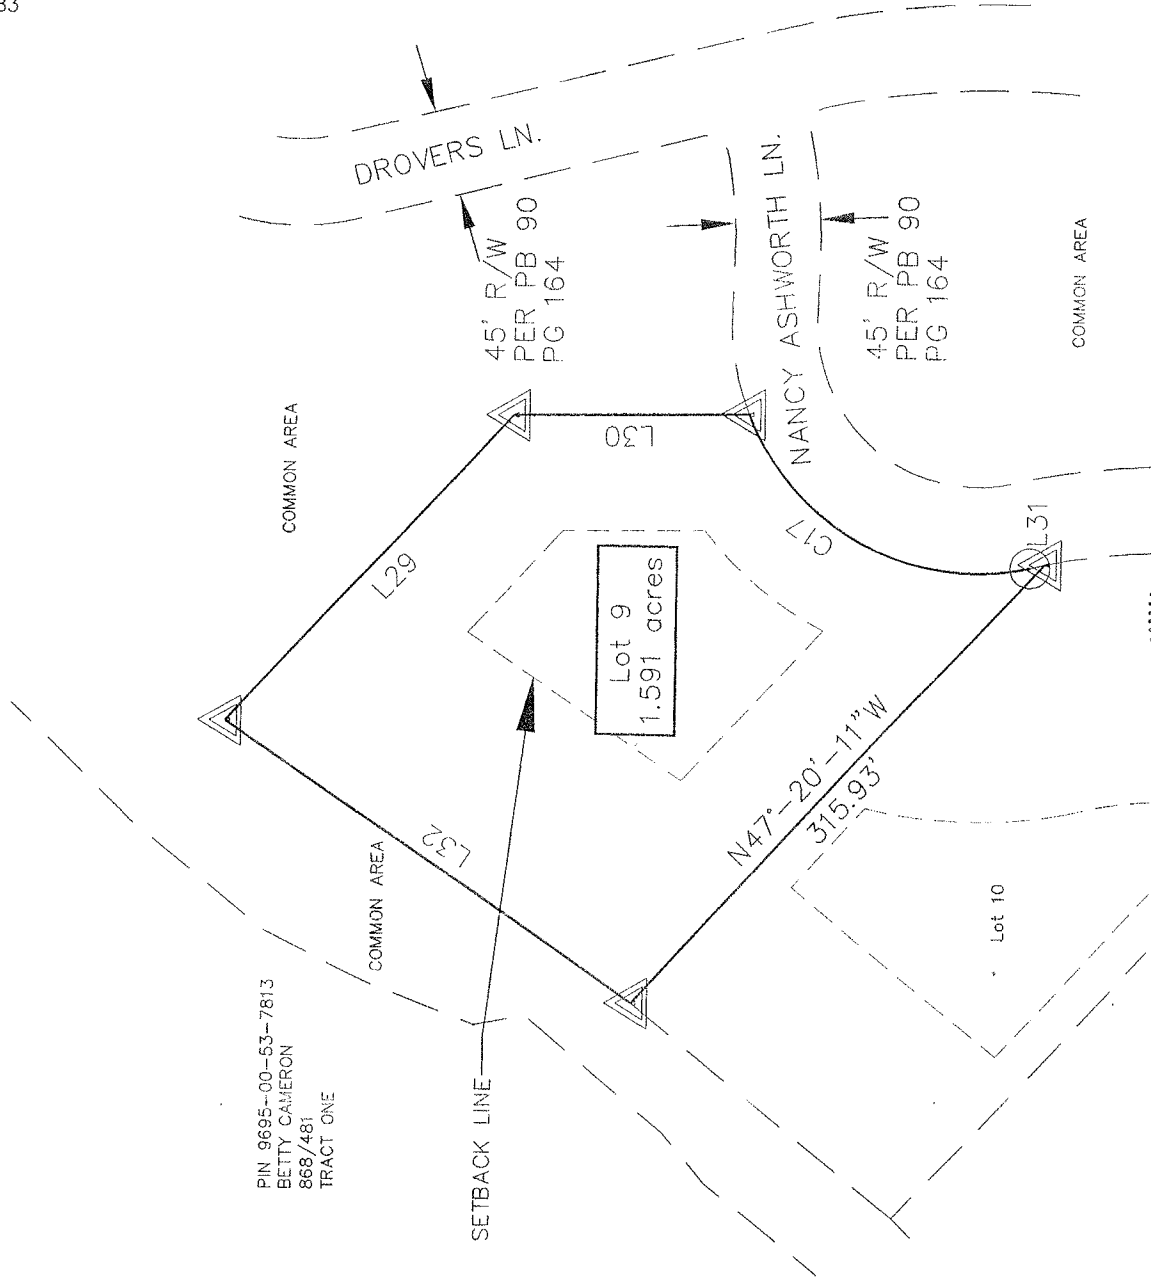 33
DROVERS LN.
45' R/W
PER PB 90
PG 164
NANCY ASHWORTH LN.
45' R/W
PER PB 90
PG 164
COMMON AREA
COMMON AREA
L30
L29
C17
L31
Lot 9
1.591 acres
L32
N47°-20'-11"W
315.93'
COMMON AREA
Lot 10
PIN 9695-00-53-7813
BETTY CAMERON
868/481
TRACT ONE
SETBACK LINE